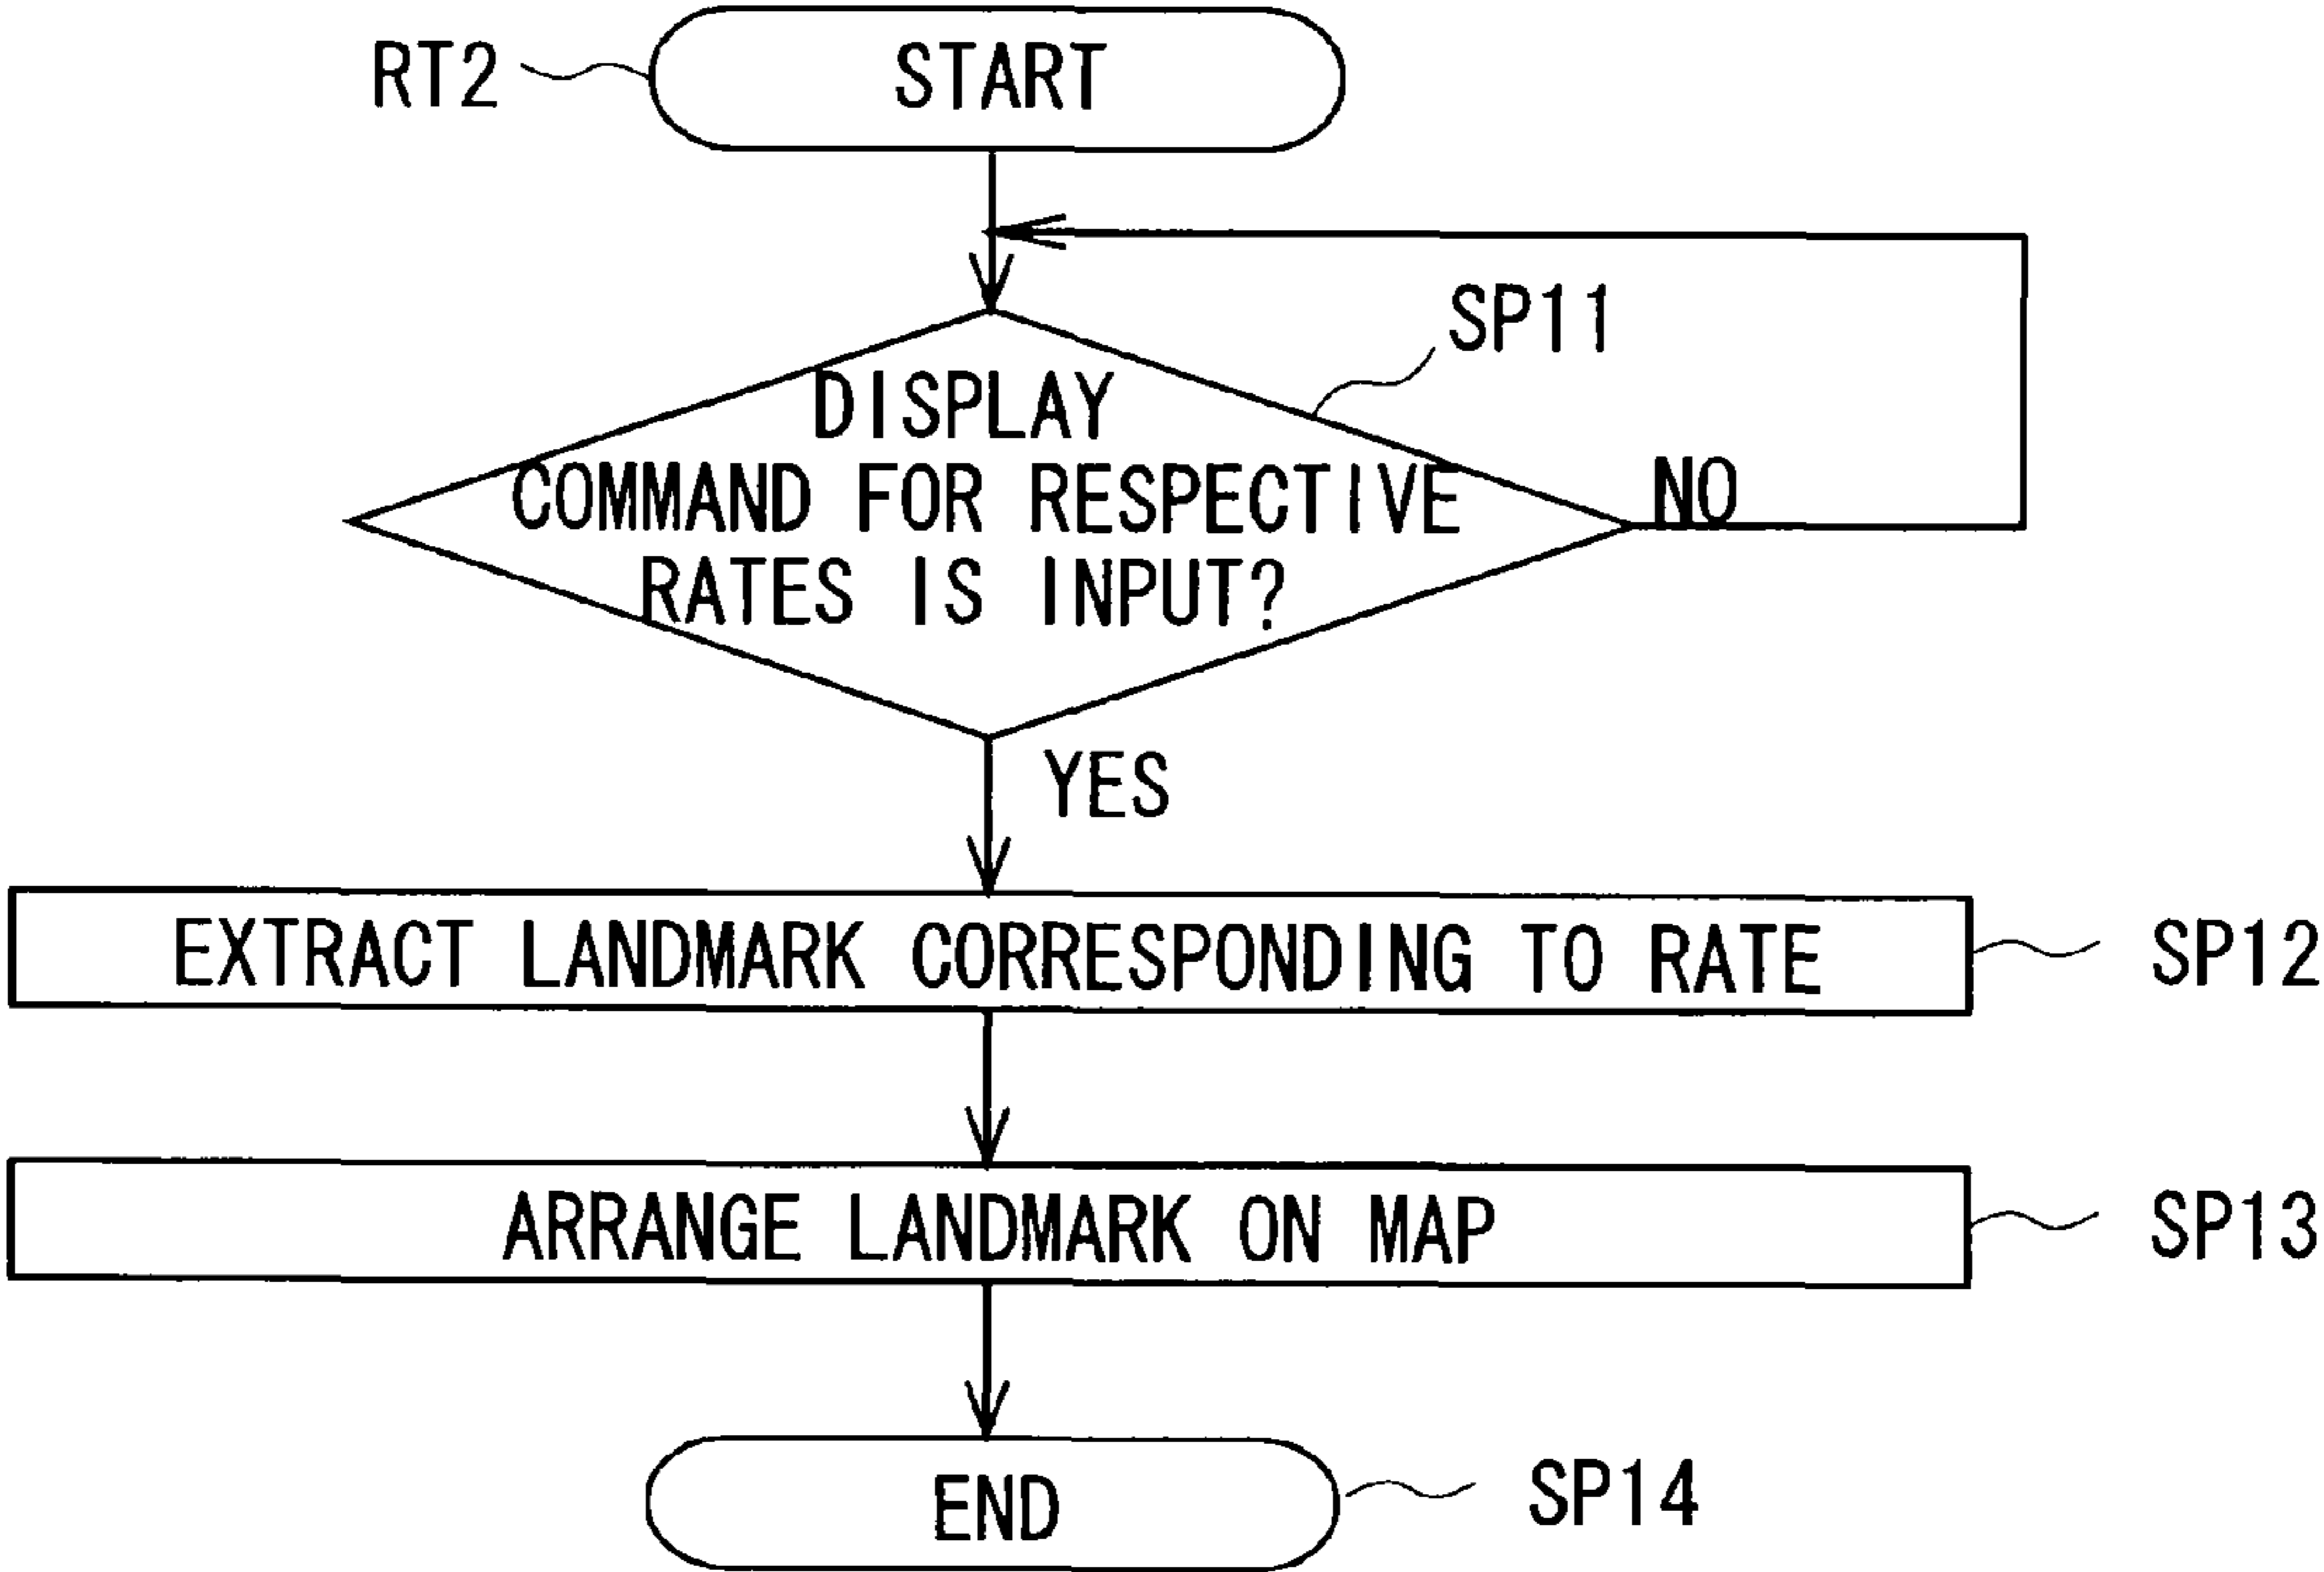 RT2
START
SP11
DISPLAY
COMMAND FOR RESPECTIVE
RATES IS INPUT?
NO
YES
EXTRACT LANDMARK CORRESPONDING TO RATE
SP12
ARRANGE LANDMARK ON MAP
SP13
END
SP14